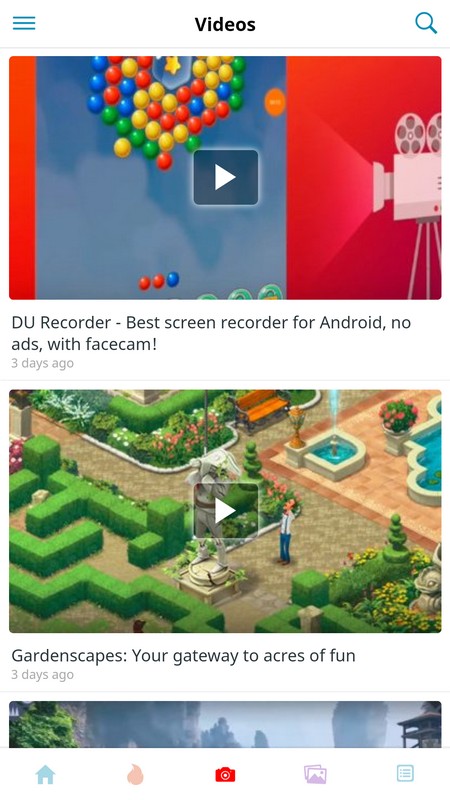 Videos
DU Recorder - Best screen recorder for Android, no
ads, with facecam!
3 days ago
Gardenscapes: Your gateway to acres of fun
3 days ago